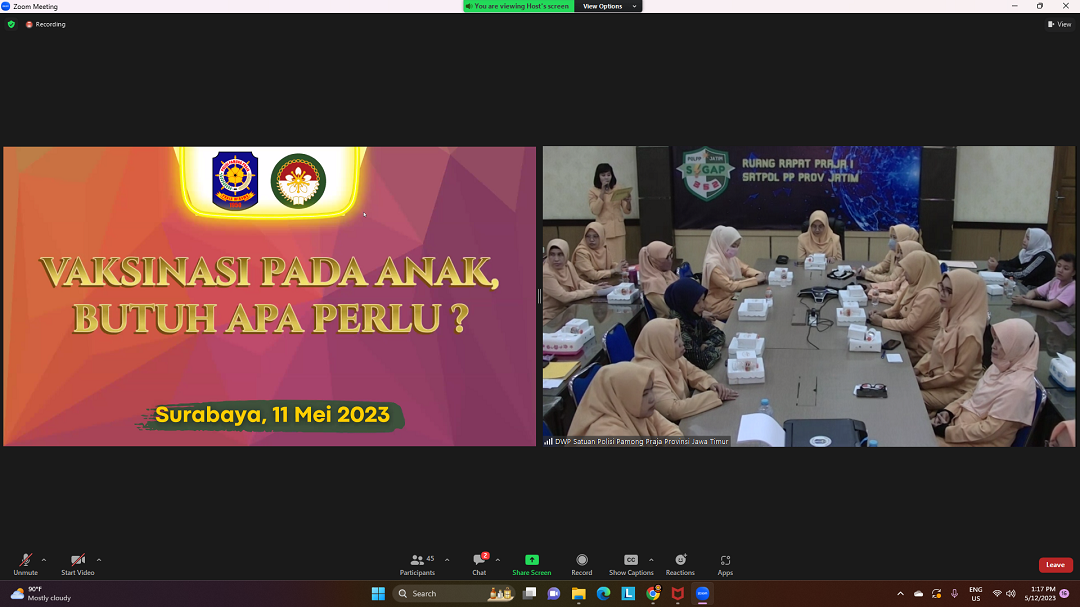 Zoom Meeting
You are viewing Host's screen
View Options
Recording
View
VAKSINASI PADA ANAK,
BUTUH APA PERLU ?
Surabaya, 11 Mei 2023
POLPP JATIM
SIGAP
RUANG RAPAT PRAJA I
SATPOL PP PROV JATIM
DWP Satuan Polisi Pamong Praja Provinsi Jawa Timur
Unmute
Start Video
45
Participants
2
Chat
Share Screen
Record
CC
Show Captions
Reactions
Apps
Leave
90°F
Mostly cloudy
Search
L
zoom
ENG
US
1:17 PM
5/12/2023